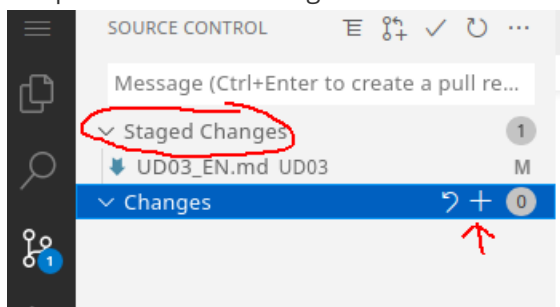 SOURCE CONTROL
Message (Ctrl+Enter to create a pull re...
Staged Changes 1
UD03_EN.md UD03 M
Changes 0
1